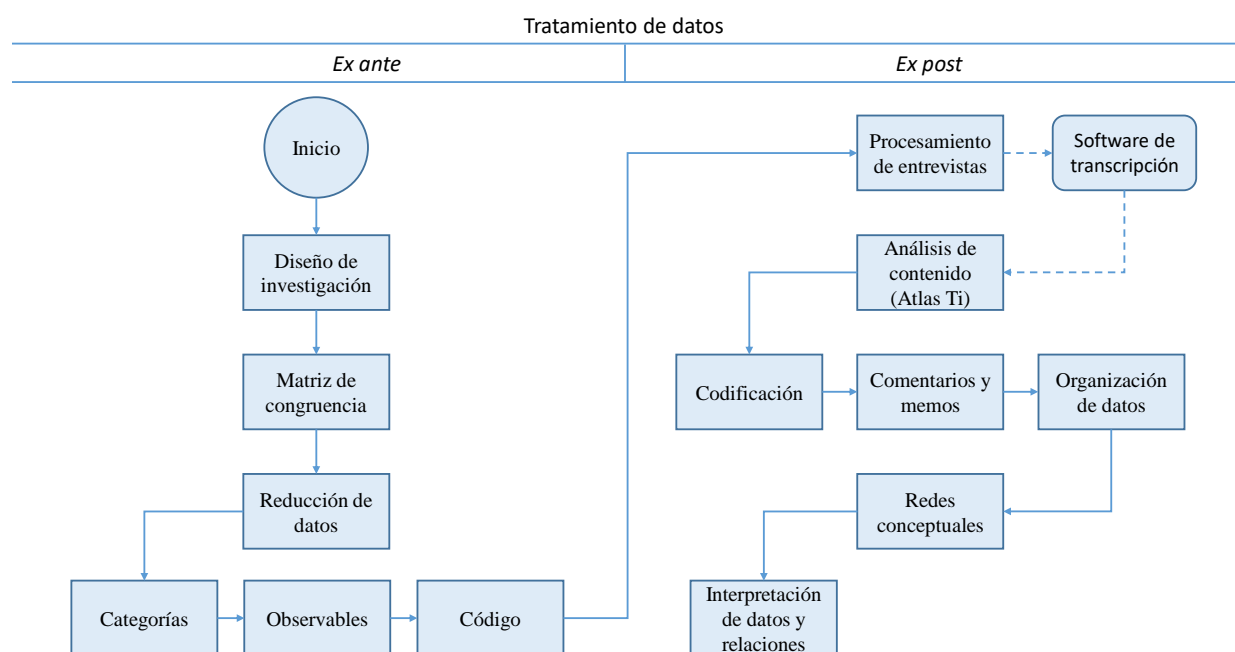 Tratamiento de datos
Ex ante
Ex post
Inicio
Diseño de
investigación
Matriz de
congruencia
Reducción de
datos
Categorías
Observables
Código
Procesamiento
de entrevistas
Software de
transcripción
Análisis de
contenido
(Atlas Ti)
Codificación
Comentarios y
memos
Organización
de datos
Redes
conceptuales
Interpretación
de datos y
relaciones